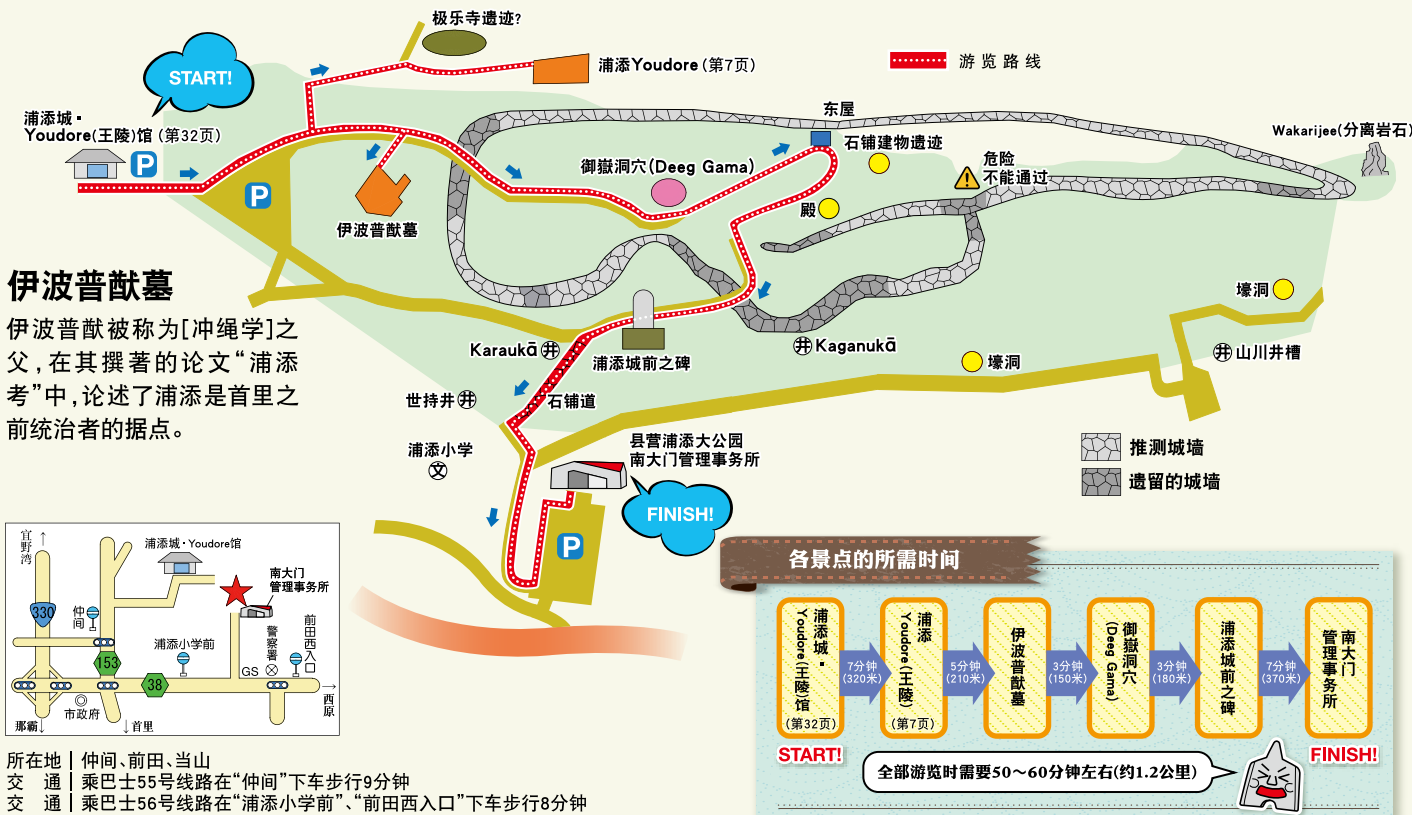 极乐寺遗迹?
START!
浦添Youdore (第7页)
游览路线
浦添城·
Youdore(王陵)馆 (第32页)
P
P
东屋
石铺建物遗迹
Wakarijee(分离岩石)
御嶽洞穴(Deeg Gama)
危险
不能通过
殿
伊波普猷墓
伊波普猷墓
伊波普猷被称为[冲绳学]之
父，在其撰著的论文“浦添
考”中，论述了浦添是首里之
前统治者的据点。
壕洞
Karaukā 井
浦添城前之碑
井 Kaganukā
壕洞
井 山川井槽
世持井 井
石铺道
浦添小学
文
县营浦添大公园
南大门管理事务所
FINISH!
P
推测城墙
遗留的城墙
宜野湾
↑
浦添城·Youdore馆
南大门
管理事务所
330
仲间
153
浦添小学前
38
警察署
GS
前田西入口
→西原
市政府
那霸↓
↓首里
所在地｜仲间、前田、当山
交　通｜乘巴士55号线路在“仲间”下车步行9分钟
交　通｜乘巴士56号线路在“浦添小学前”、“前田西入口”下车步行8分钟
各景点的所需时间
浦添城·
Youdore(王陵)馆
(第32页)
START!
7分钟
(320米)
浦添
Youdore(王陵)
(第7页)
5分钟
(210米)
伊波普猷墓
3分钟
(150米)
御嶽洞穴
(Deeg Gama)
3分钟
(180米)
浦添城前之碑
7分钟
(370米)
南大门
管理事务所
FINISH!
全部游览时需要50～60分钟左右(约1.2公里)